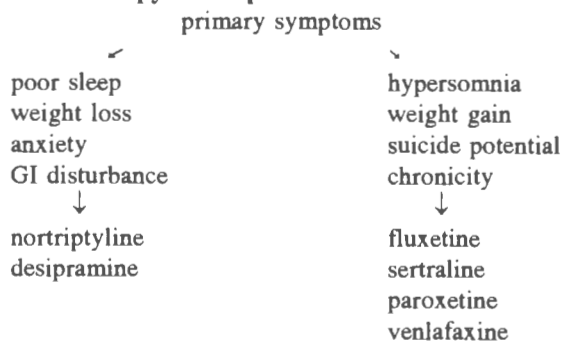 primary symptoms
poor sleep
weight loss
anxiety
GI disturbance
nortriptyline
desipramine
hypersomnia
weight gain
suicide potential
chronicity
fluxetine
sertraline
paroxetine
venlafaxine